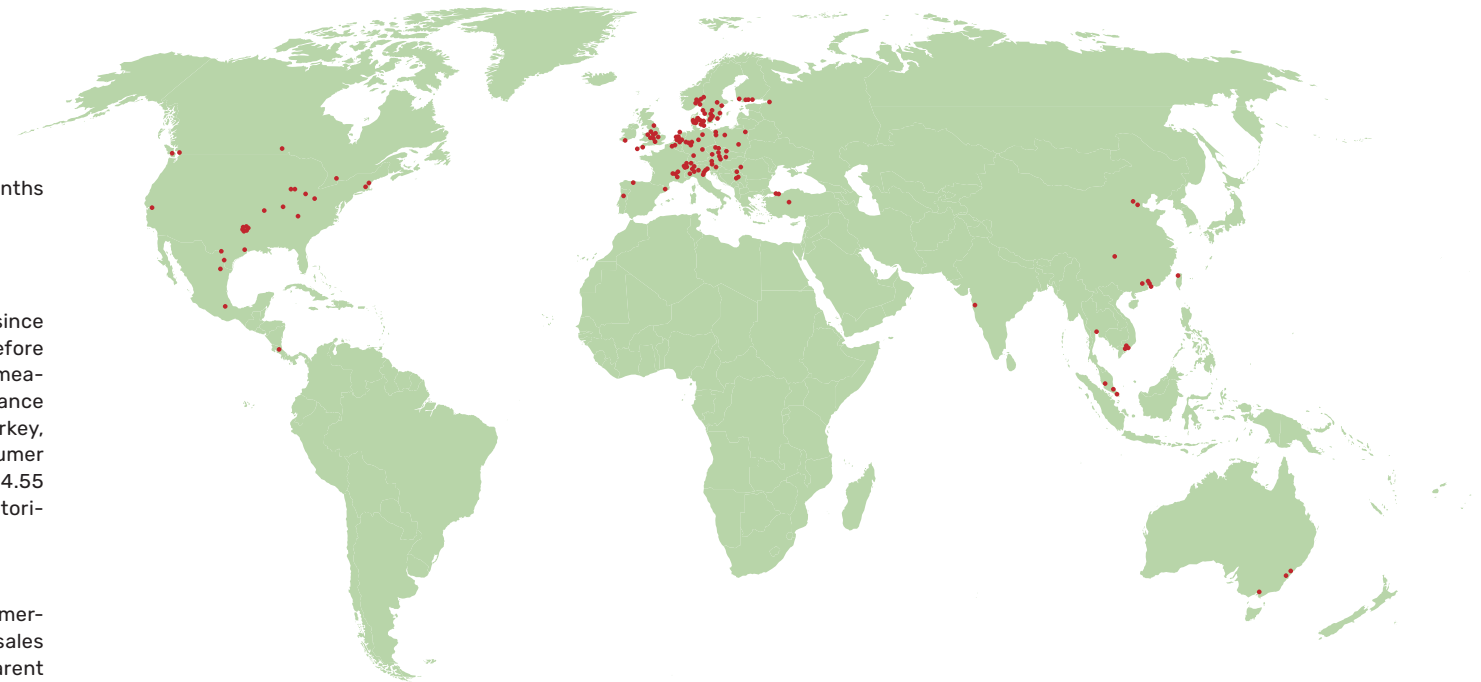 nths
since
efore
mea-
ance
rkey,
umer
4.55
tori-
mer-
sales
arent